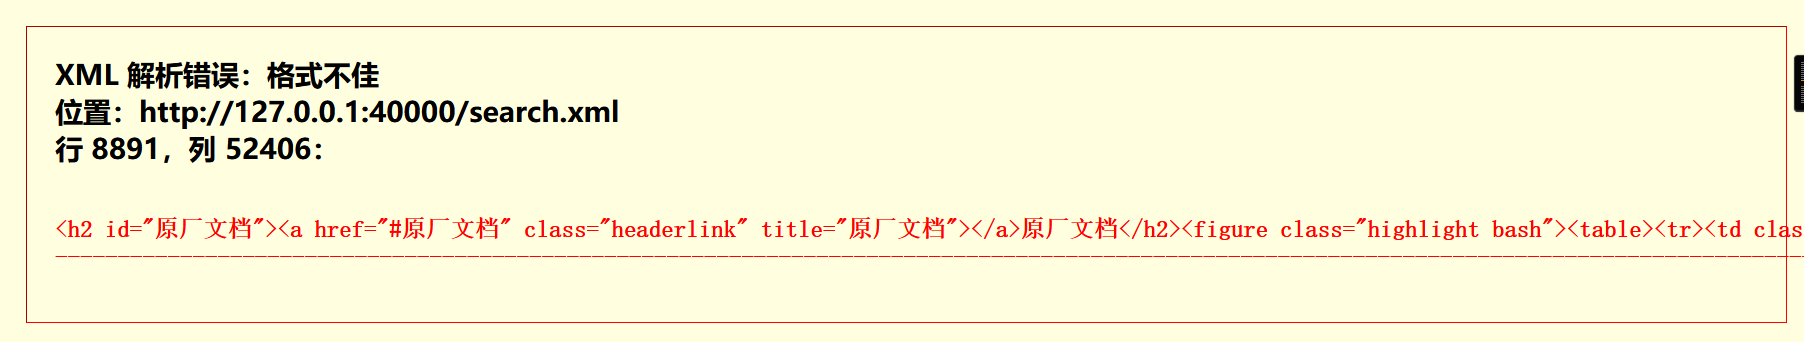 XML 解析错误：格式不佳
位置：http://127.0.0.1:40000/search.xml
行 8891，列 52406：
<h2 id="原厂文档"><a href="#原厂文档" class="headerlink" title="原厂文档"></a>原厂文档</h2><figure class="highlight bash"><table><tr><td clas